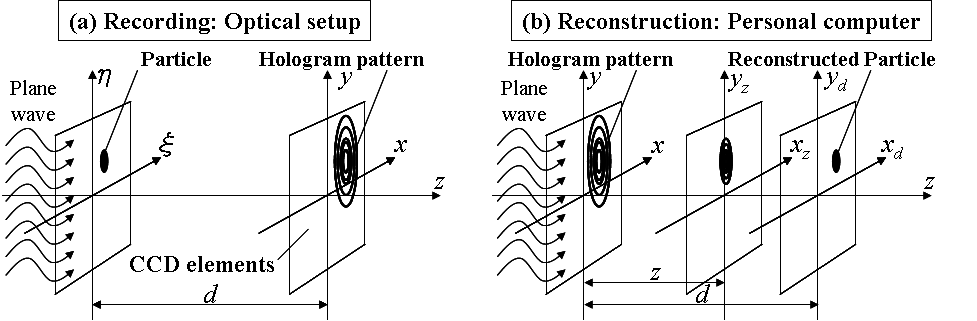 (a) Recording: Optical setup
Particle
Hologram pattern
Plane
wave
η
y
ξ
x
z
CCD elements
d
(b) Reconstruction: Personal computer
Hologram pattern
Reconstructed Particle
Plane
wave
y
y_z
y_d
x
x_z
x_d
z
z
d